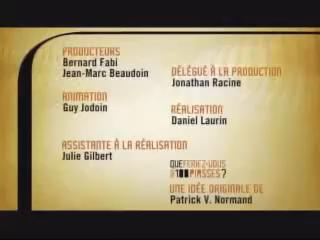 PRODUCTEURS
Bernard Fabi
Jean-Marc Beaudoin
ANIMATION
Guy Jodoin
ASSISTANTE À LA RÉALISATION
Julie Gilbert
DÉLÉGUÉ À LA PRODUCTION
Jonathan Racine
RÉALISATION
Daniel Laurin
QUE FERIEZ-VOUS
100 PIASSES?
UNE IDÉE ORIGINALE DE
Patrick V. Normand